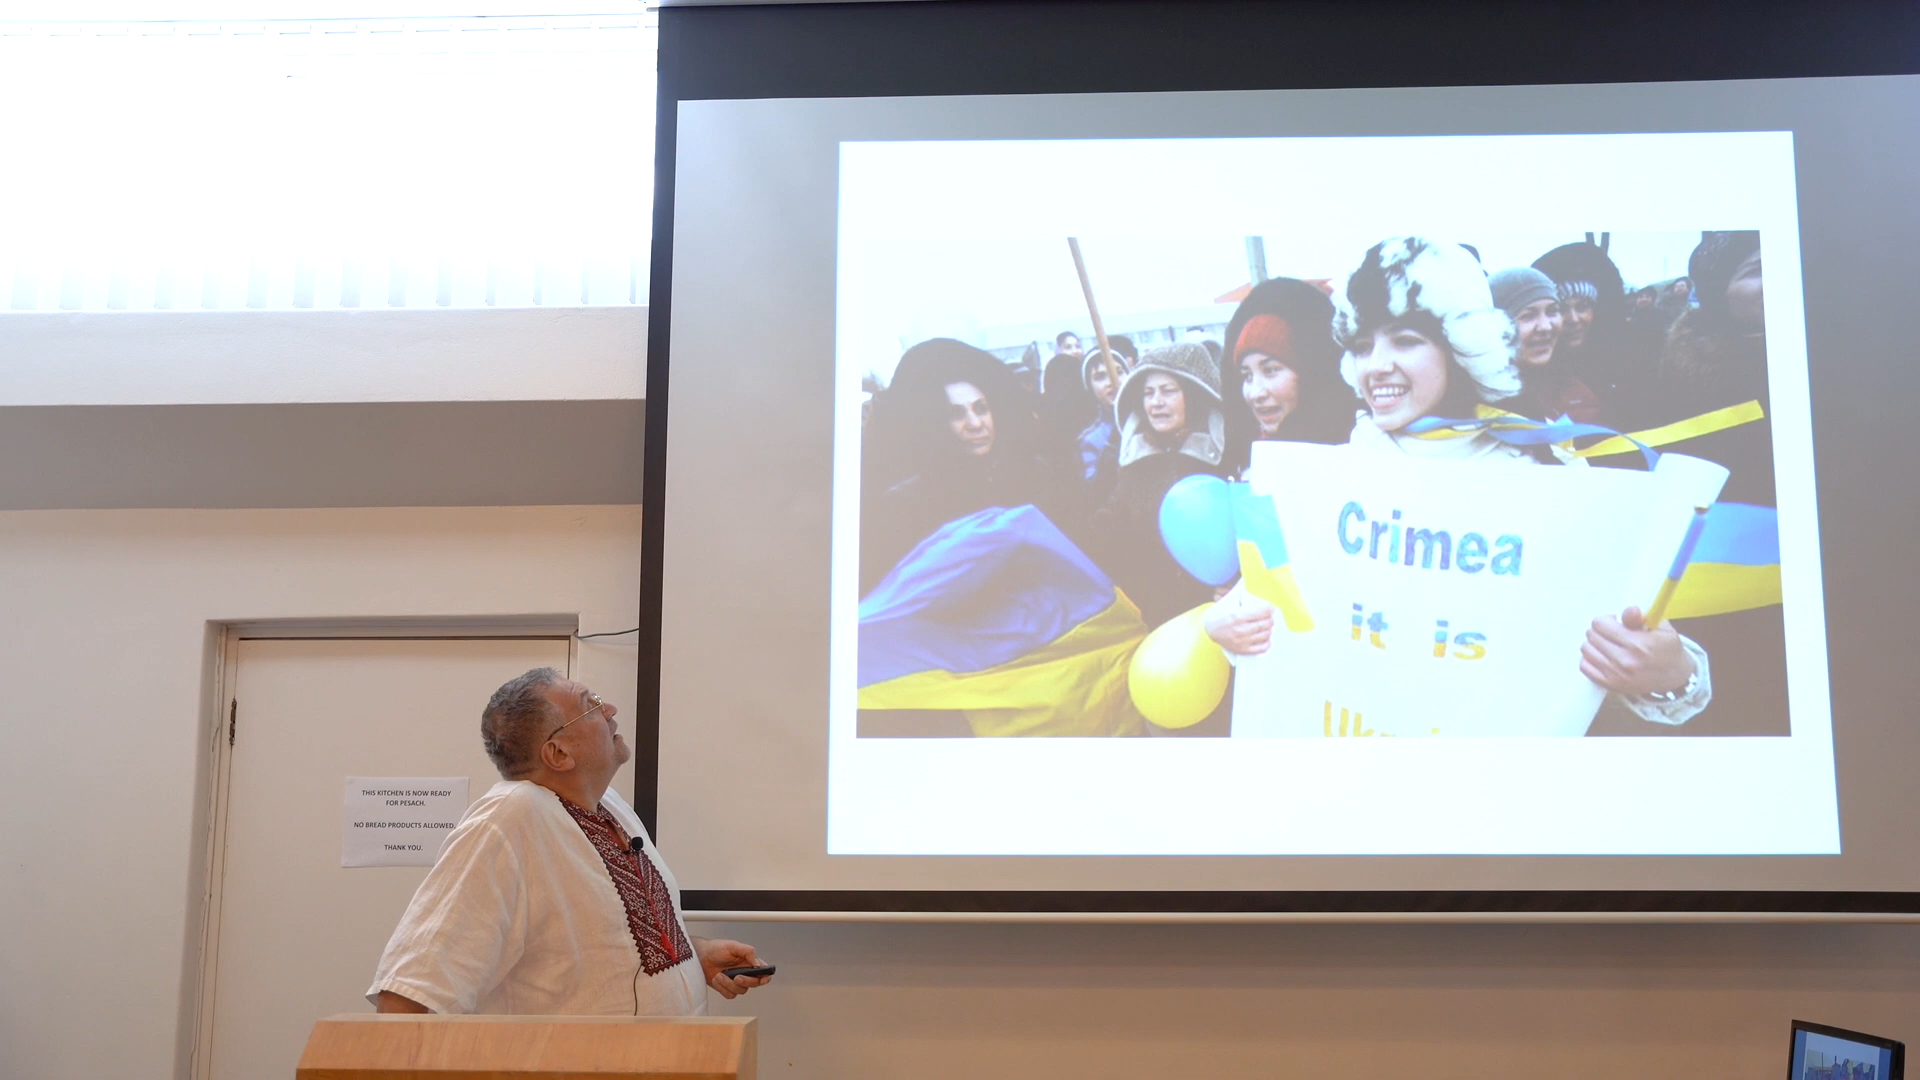 Crimea
it is
THIS KITCHEN IS NOW READY
FOR PESACH.
NO BREAD PRODUCTS ALLOWED.
THANK YOU.